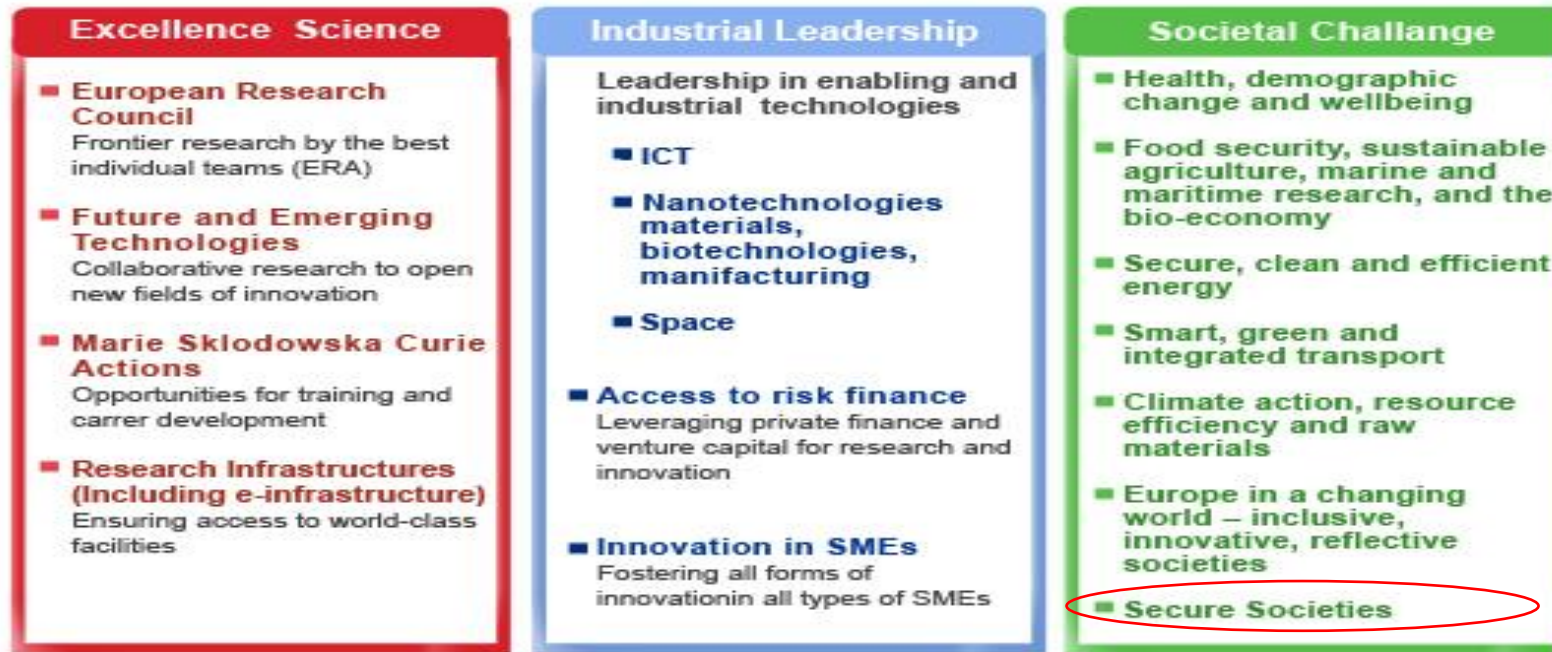 Excellence Science
European Research
Council
Frontier research by the best
individual teams (ERA)
Future and Emerging
Technologies
Collaborative research to open
new fields of innovation
Marie Sklodowska Curie
Actions
Opportunities for training and
carrer development
Research Infrastructures
(Including e-infrastructure)
Ensuring access to world-class
facilities
Industrial Leadership
Leadership in enabling and
industrial technologies
ICT
Nanotechnologies
materials,
biotechnologies,
manifacturing
Space
Access to risk finance
Leveraging private finance and
venture capital for research and
innovation
Innovation in SMEs
Fostering all forms of
innovationin all types of SMEs
Societal Challange
Health, demographic
change and wellbeing
Food security, sustainable
agriculture, marine and
maritime research, and the
bio-economy
Secure, clean and efficient
energy
Smart, green and
integrated transport
Climate action, resource
efficiency and raw
materials
Europe in a changing
world – inclusive,
innovative, reflective
societies
Secure Societies